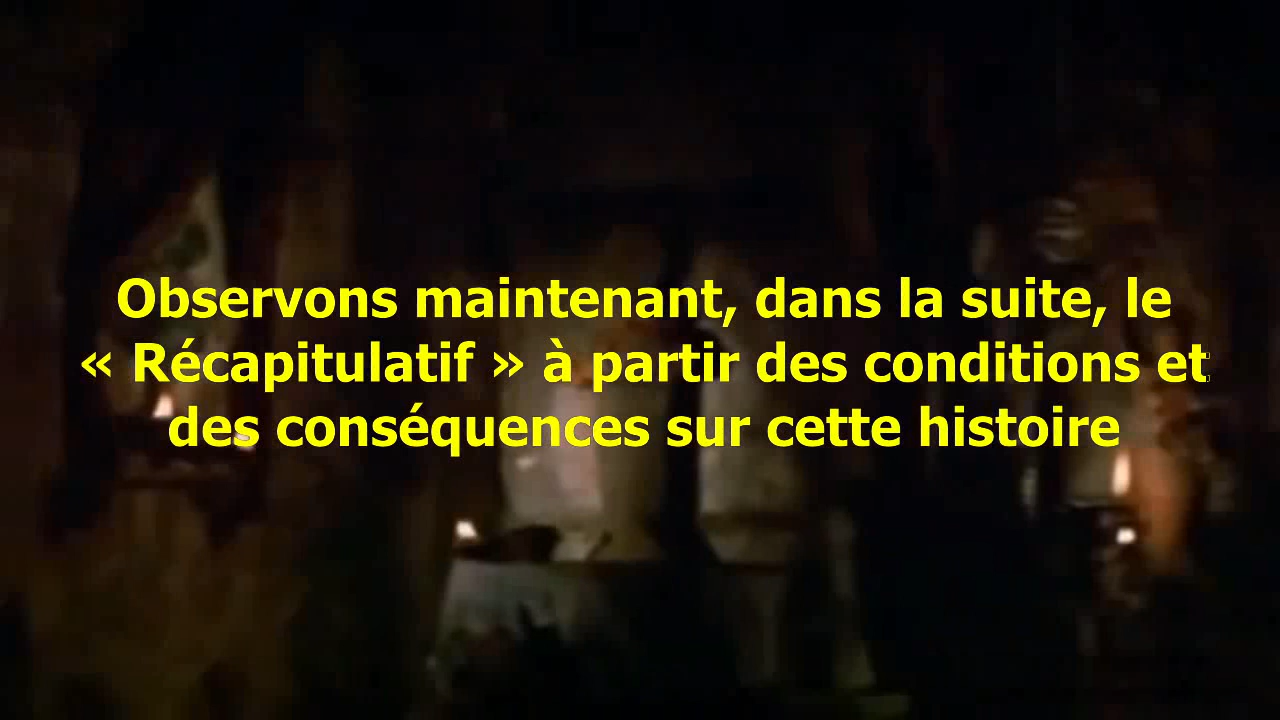 Observons maintenant, dans la suite, le
« Récapitulatif » à partir des conditions et
des conséquences sur cette histoire